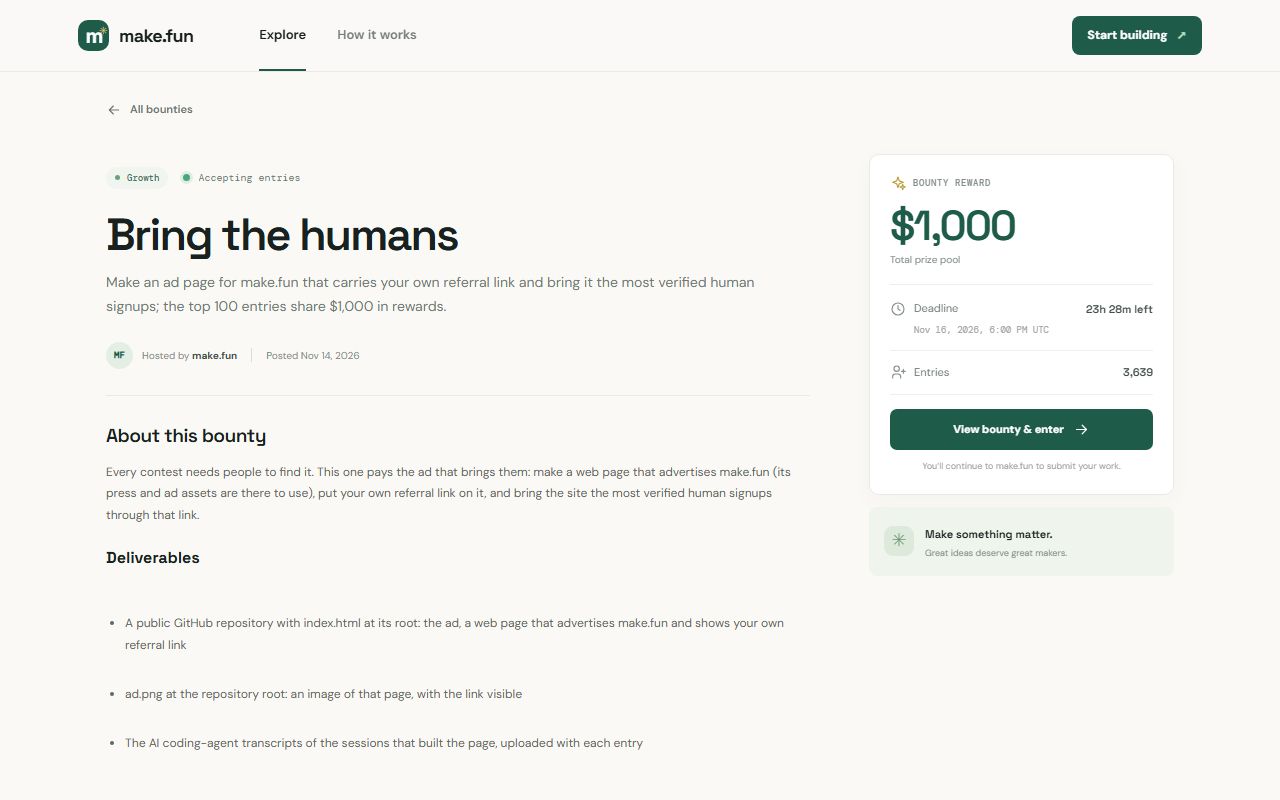 m make.fun
Explore
How it works
Start building ↗
← All bounties
Growth
Accepting entries
Bring the humans
Make an ad page for make.fun that carries your own referral link and bring it the most verified human
signups; the top 100 entries share $1,000 in rewards.
MF
Hosted by make.fun
Posted Nov 14, 2026
About this bounty
Every contest needs people to find it. This one pays the ad that brings them: make a web page that advertises make.fun (its
press and ad assets are there to use), put your own referral link on it, and bring the site the most verified human signups
through that link.
Deliverables
• A public GitHub repository with index.html at its root: the ad, a web page that advertises make.fun and shows your own
referral link
• ad.png at the repository root: an image of that page, with the link visible
• The AI coding-agent transcripts of the sessions that built the page, uploaded with each entry
BOUNTY REWARD
$1,000
Total prize pool
Deadline
23h 28m left
Nov 16, 2026, 6:00 PM UTC
Entries
3,639
View bounty & enter →
You'll continue to make.fun to submit your work.
Make something matter.
Great ideas deserve great makers.